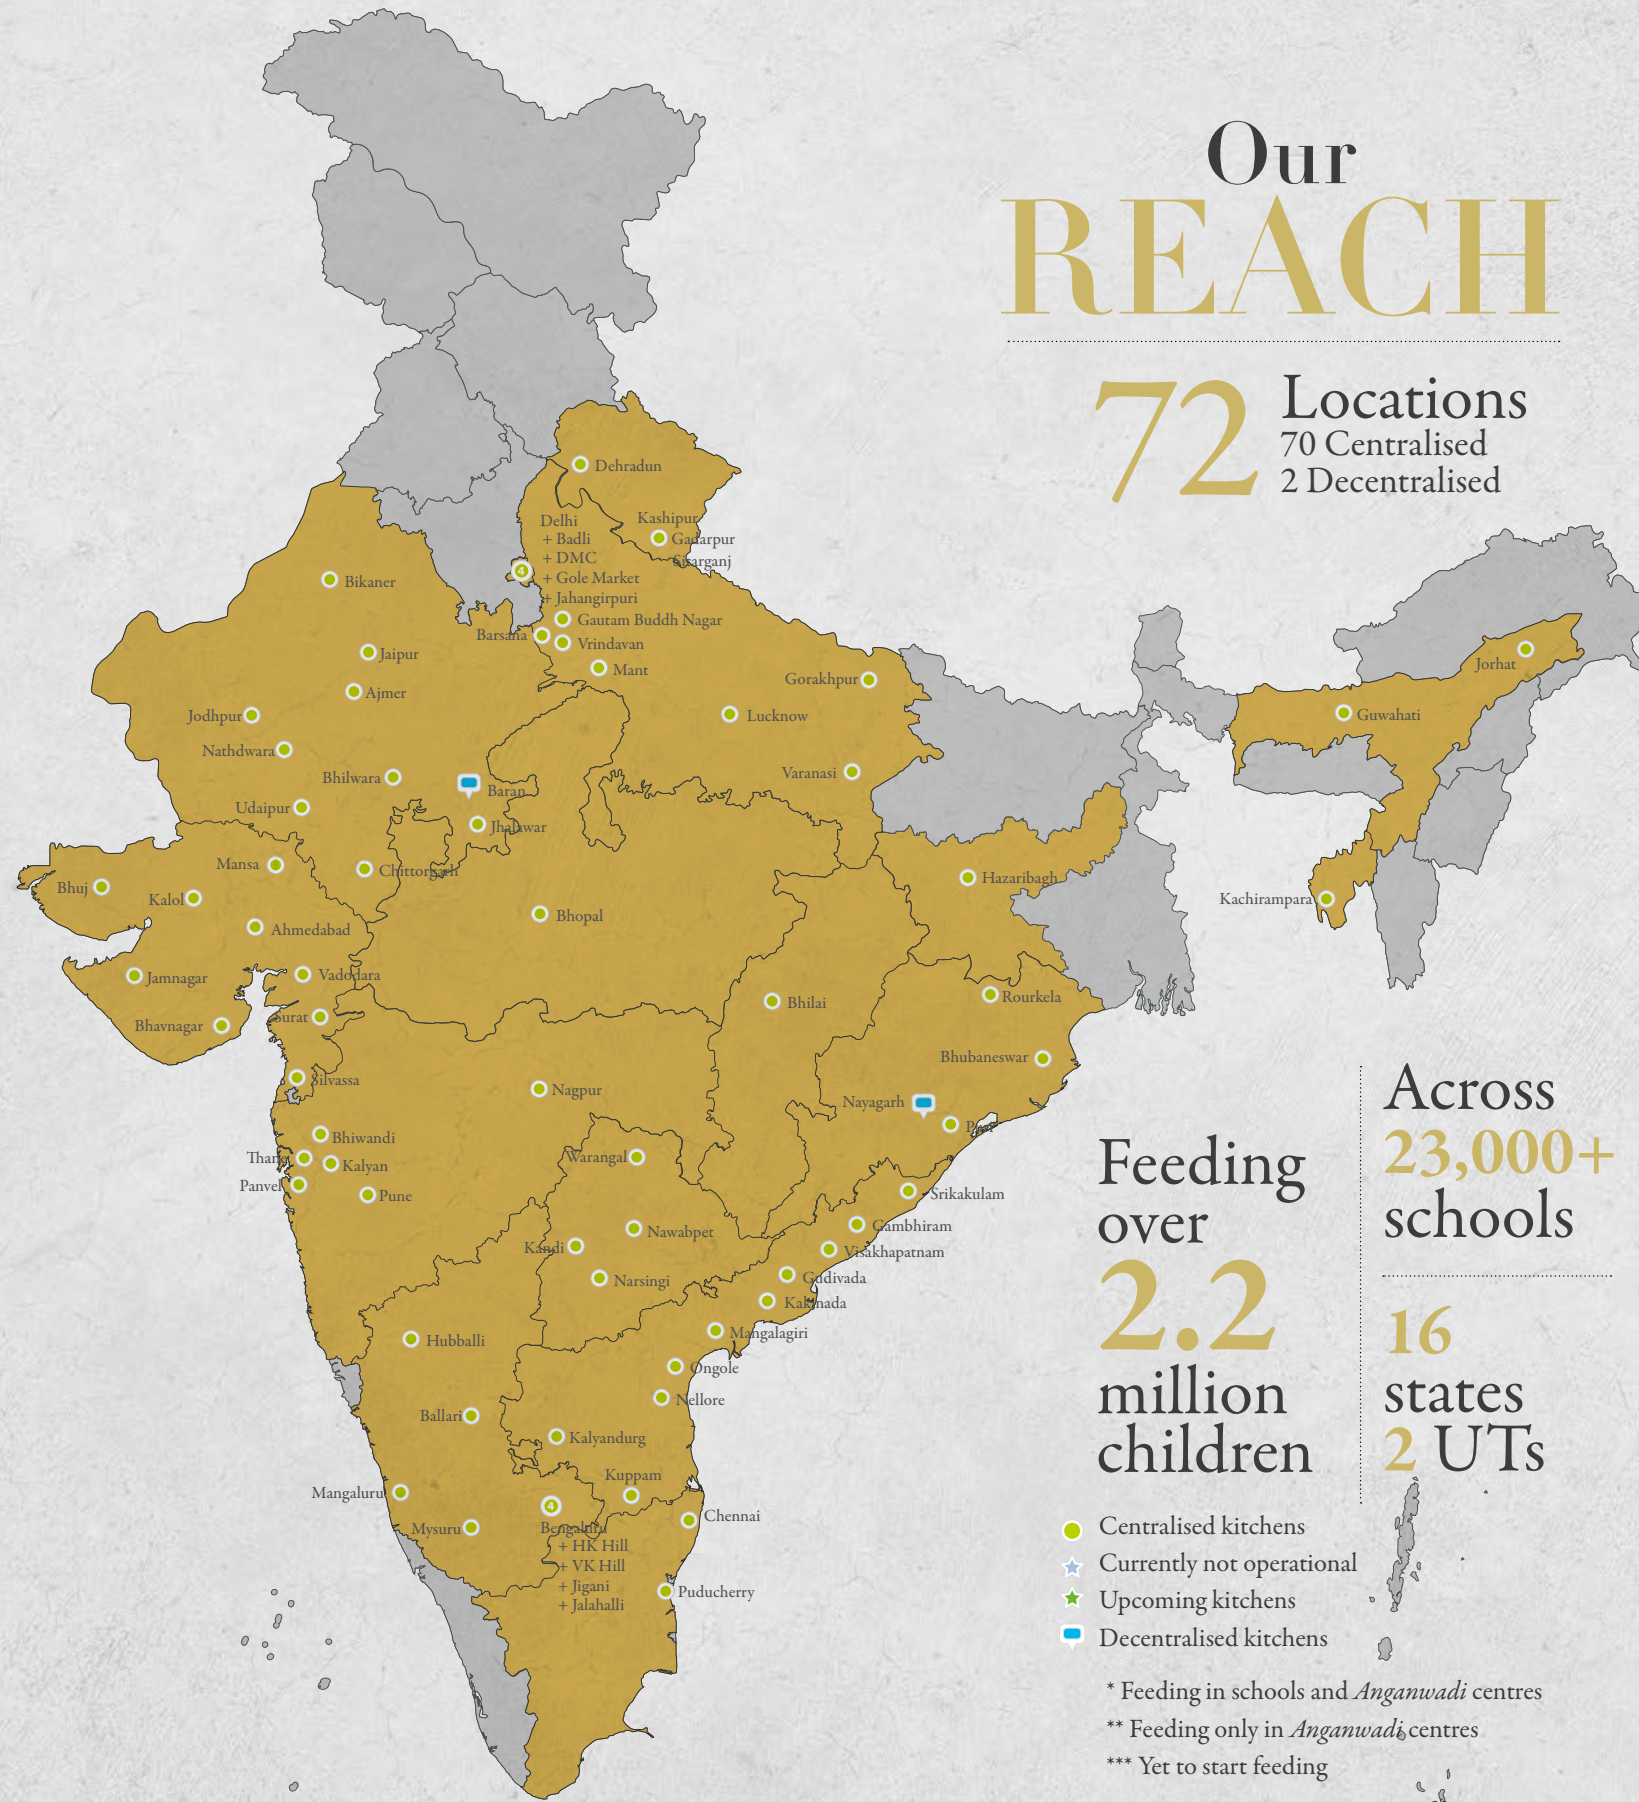 Our
REACH
72
Locations
70 Centralised
2 Decentralised
Dehradun
Kashipur
Gadarpur
Sitarganj
Delhi
+ Badli
+ DMC
+ Gole Market
+ Jahangirpuri
4
Gautam Buddh Nagar
Barsana
Vrindavan
Mant
Bikaner
Jaipur
Ajmer
Jodhpur
Nathdwara
Bhilwara
Baran
Udaipur
Jhalawar
Chittorgarh
Gorakhpur
Lucknow
Varanasi
Jorhat
Guwahati
Kachirampara
Mansa
Bhuj
Kalol
Ahmedabad
Jamnagar
Vadodara
Bhavnagar
Surat
Silvassa
Bhopal
Hazaribagh
Bhilai
Rourkela
Bhubaneswar
Nayagarh
Puri
Nagpur
Bhiwandi
Thane
Kalyan
Panvel
Pune
Warangal
Nawabpet
Kandi
Narsingi
Srikakulam
Gambhiram
Visakhapatnam
Gudivada
Kakinada
Mangalagiri
Ongole
Nellore
Hubballi
Ballari
Kalyandurg
Kuppam
Mangaluru
Mysuru
4
Bengaluru
+ HK Hill
+ VK Hill
+ Jigani
+ Jalahalli
Chennai
Puducherry
Feeding
over
2.2
million
children
Across
23,000+
schools
16
states
2 UTs
Centralised kitchens
Currently not operational
Upcoming kitchens
Decentralised kitchens
* Feeding in schools and Anganwadi centres
** Feeding only in Anganwadi centres
*** Yet to start feeding